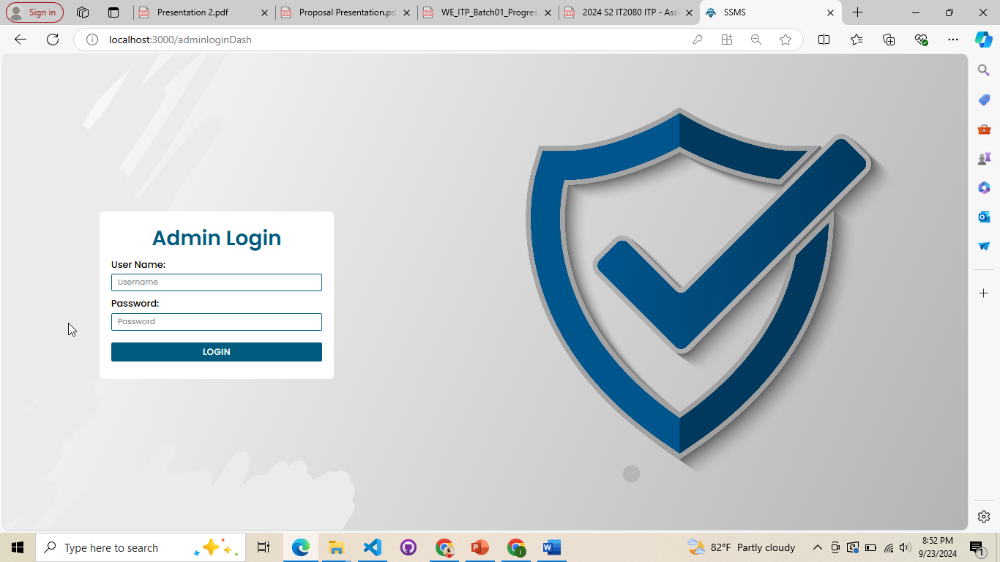 Sign in
Presentation 2.pdf
Proposal Presentation.pd
WE_ITP_Batch01_Progres
2024 S2 IT2080 ITP - Ass
SSMS
localhost:3000/adminloginDash
Admin Login
User Name:
Username
Password:
Password
LOGIN
Type here to search
82°F Partly cloudy
8:52 PM
9/23/2024
1